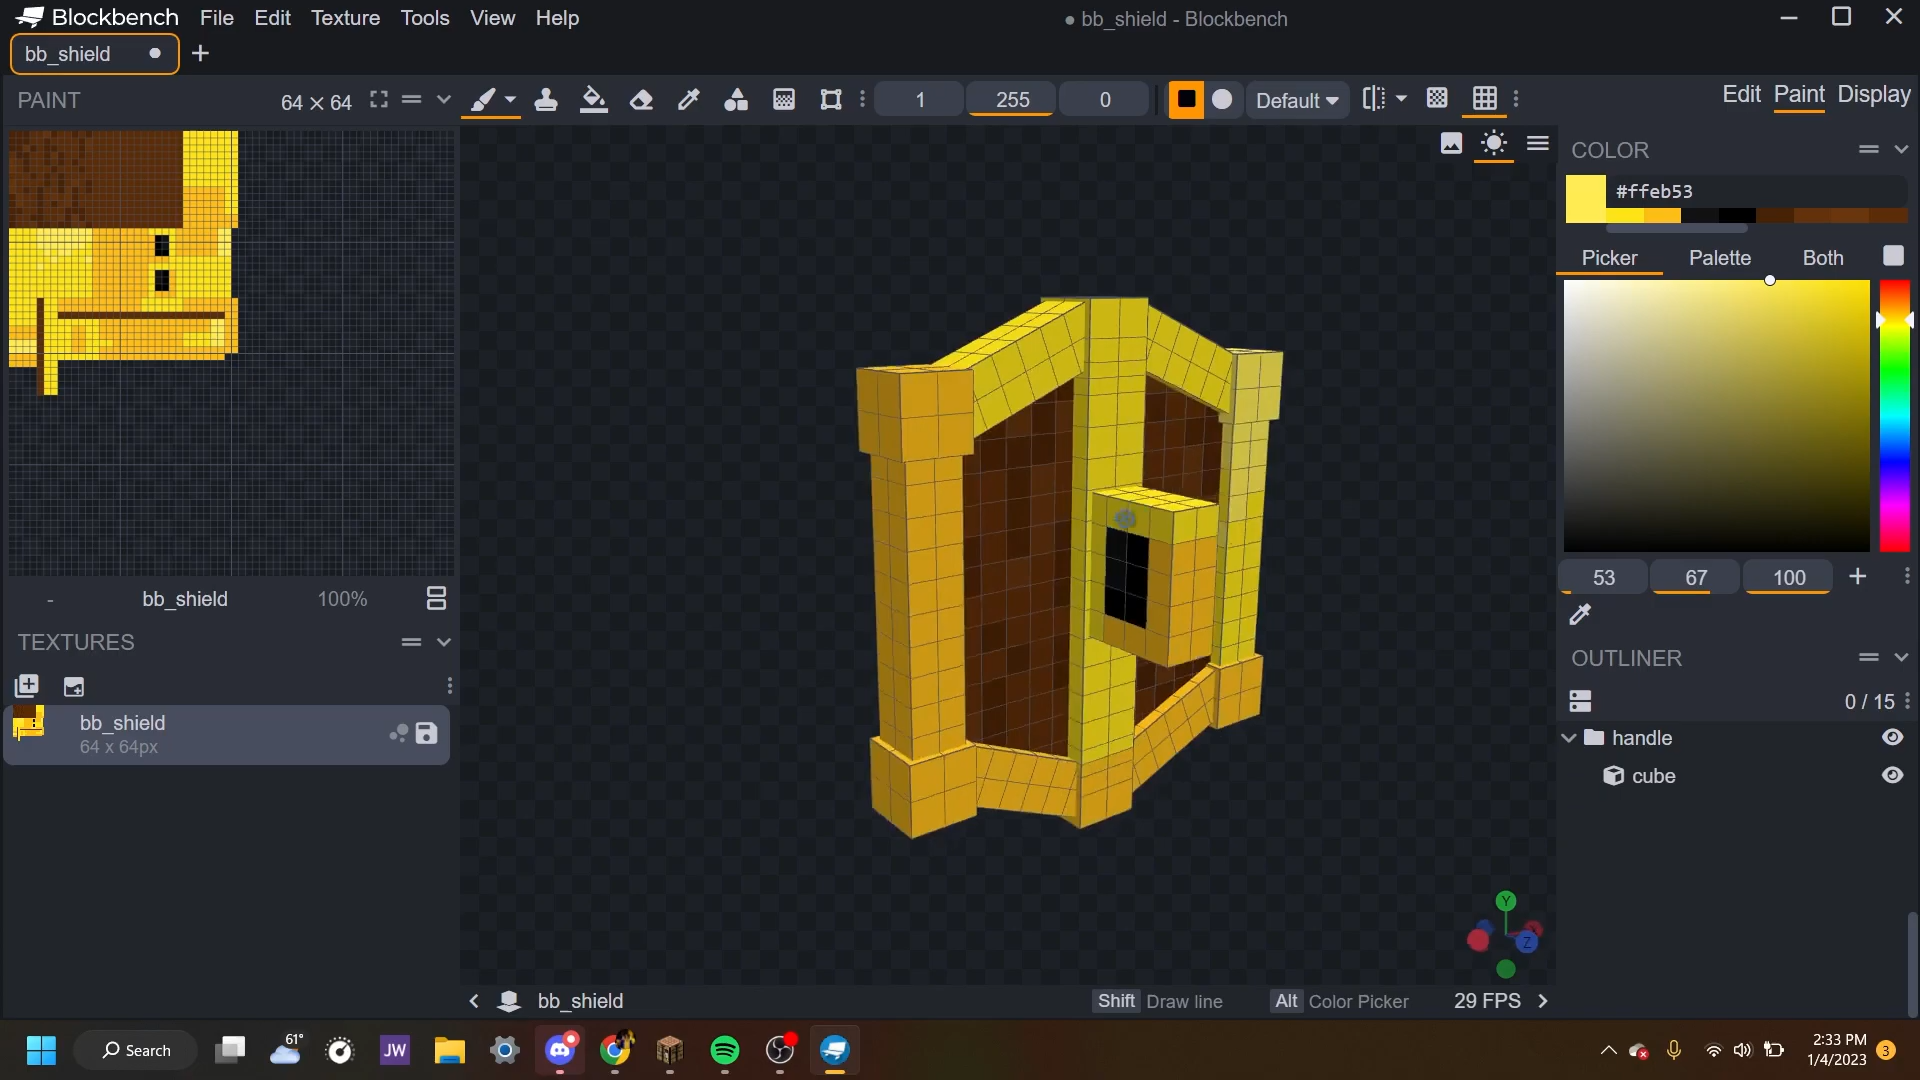 Blockbench File Edit Texture Tools View Help
bb_shield - Blockbench
bb_shield
PAINT 64 × 64
1 255 0 Default
Edit Paint Display
COLOR
#ffeb53
Picker Palette Both
53 67 100
bb_shield 100%
TEXTURES
bb_shield
64 x 64px
OUTLINER
0 / 15
handle
cube
Y
Z
bb_shield Shift Draw line Alt Color Picker 29 FPS
Search
61°
JW
2:33 PM
1/4/2023
3